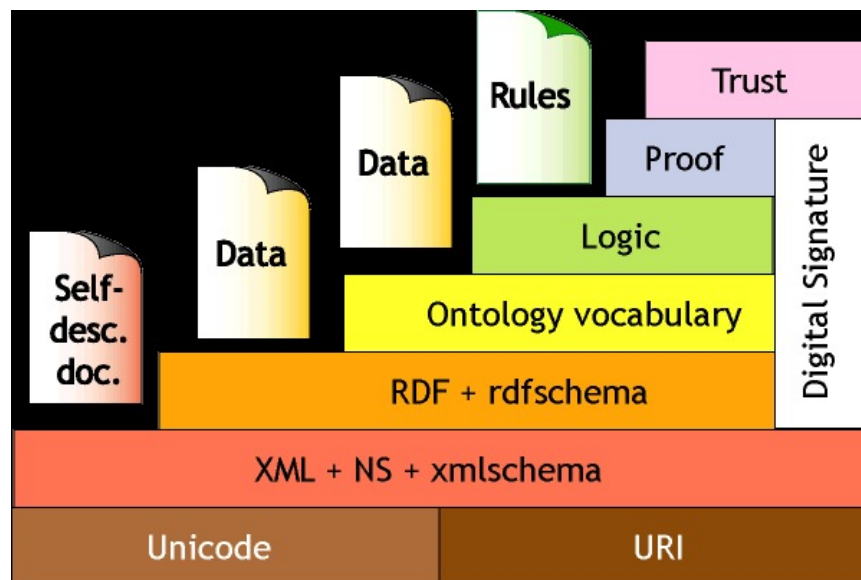 Rules
Trust
Data
Proof
Data
Logic
Self-
desc.
doc.
Ontology vocabulary
Digital Signature
RDF + rdfschema
XML + NS + xmlschema
Unicode
URI